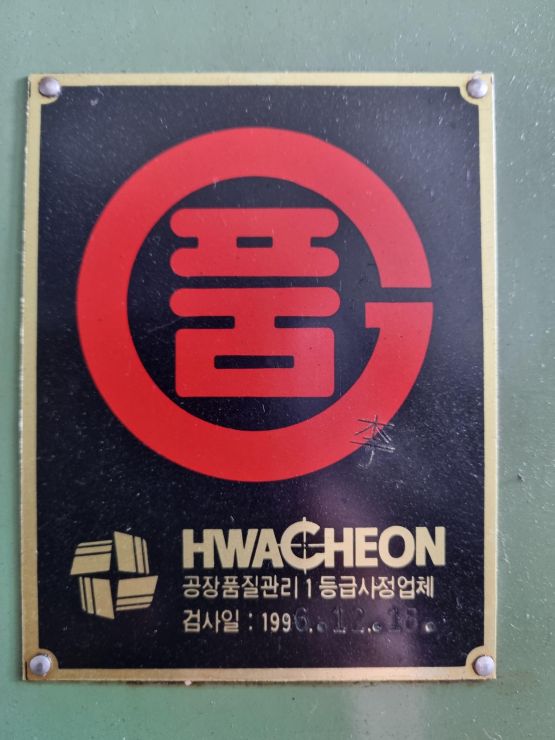 품
李
HWACHEON
공장품질관리 1 등급사정업체
검사일 : 1996.12.18.